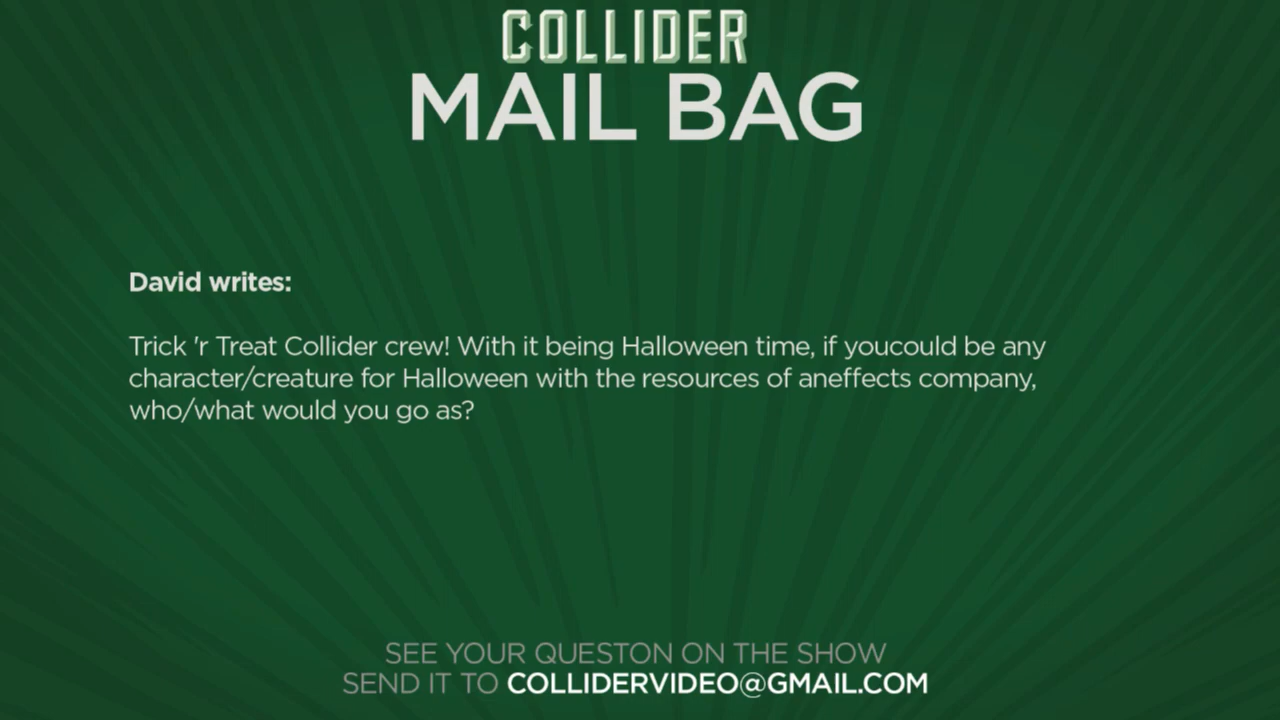 COLLIDER
MAIL BAG
David writes:
Trick 'r Treat Collider crew! With it being Halloween time, if youcould be any
character/creature for Halloween with the resources of aneffects company,
who/what would you go as?
SEE YOUR QUESTON ON THE SHOW
SEND IT TO COLLIDERVIDEO@GMAIL.COM